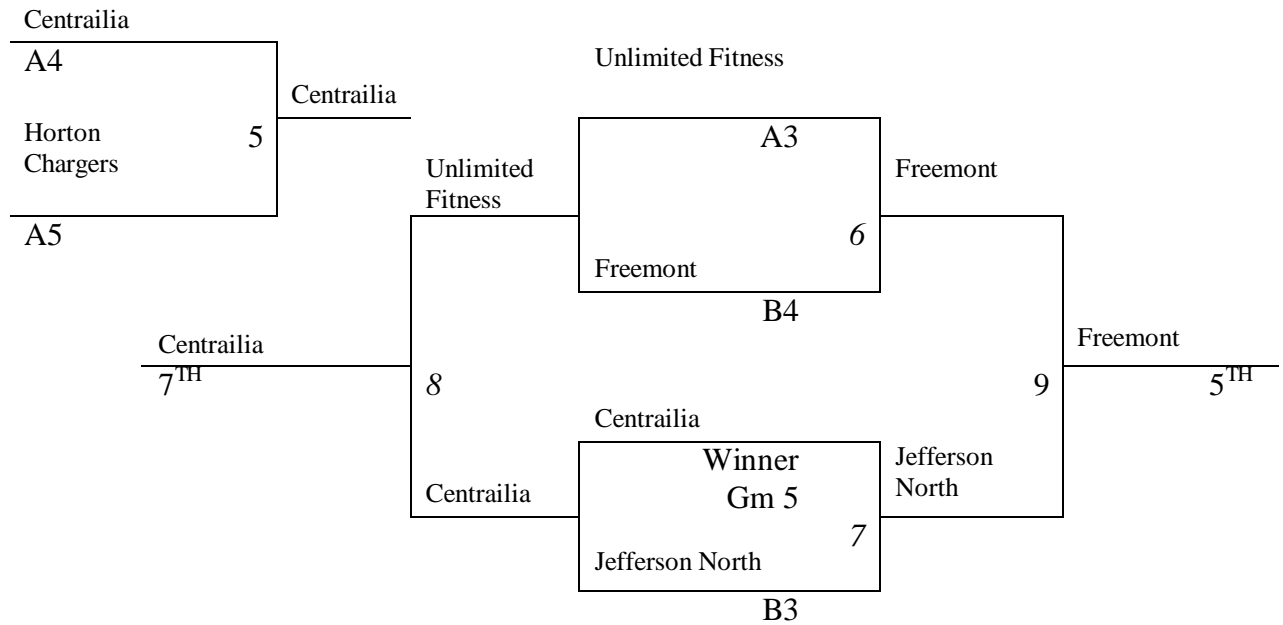 Centrailia
A4
Unlimited Fitness
Centrailia
Horton
Chargers
5
A3
Unlimited
Fitness
Freemont
A5
6
Freemont
B4
Centrailia
7TH
8
9
Freemont
5TH
Centrailia
Winner
Gm 5
Jefferson
North
Centrailia
7
Jefferson North
B3